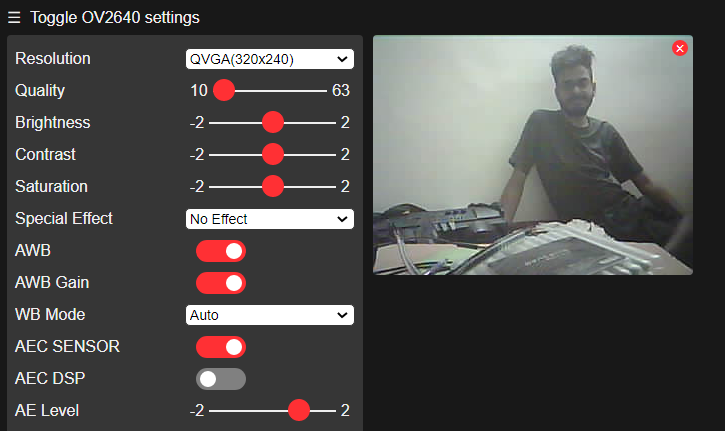 ☰ Toggle OV2640 settings
Resolution QVGA(320x240)
Quality 10 63
Brightness -2 2
Contrast -2 2
Saturation -2 2
Special Effect No Effect
AWB
AWB Gain
WB Mode Auto
AEC SENSOR
AEC DSP
AE Level -2 2